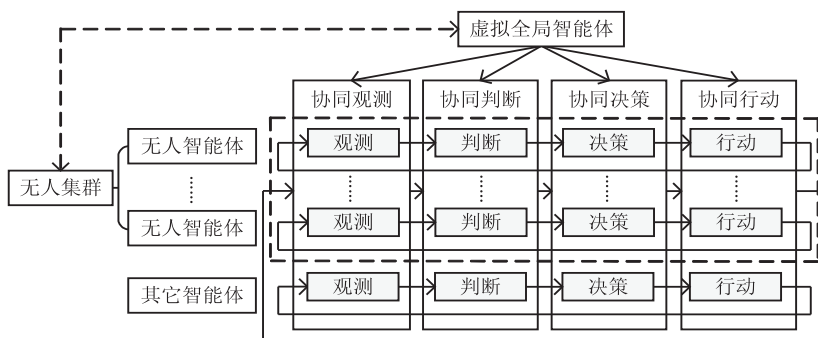 虚拟全局智能体
协同观测 协同判断 协同决策 协同行动
无人智能体 观测 判断 决策 行动
无人集群
无人智能体 观测 判断 决策 行动
其它智能体 观测 判断 决策 行动